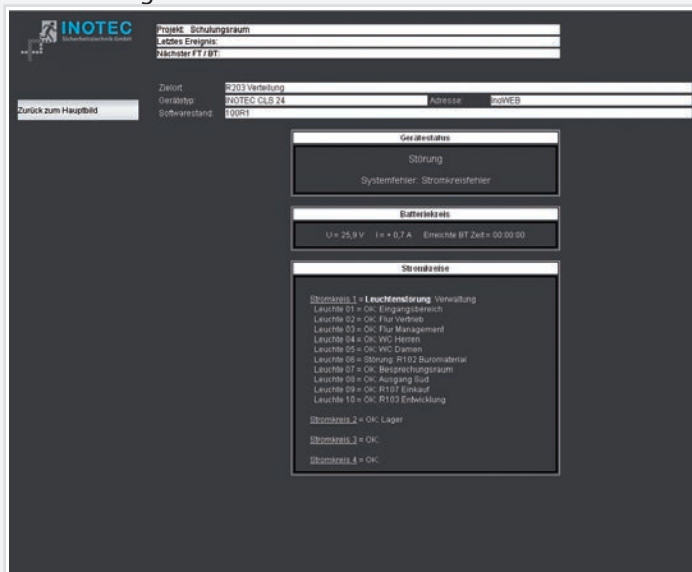 INOTEC
Sicherheitstechnik GmbH
Projekt: Schulungsraum
Letztes Ereignis:
Nächster FT / BT:
Zielort: R203 Verteilung
Gerätetyp: INOTEC CLS 24 Adresse: InoWEB
Softwarestand: 100R1
Zurück zum Hauptbild
Gerätestatus
Störung
Systemfehler: Stromkreisfehler
Batteriekreis
U = 25,9 V I = + 0,7 A Erreichte BT Zeit = 00:00:00
Stromkreise
Stromkreis 1 = Leuchtenstörung: Verwaltung
Leuchte 01 = OK: Eingangsbereich
Leuchte 02 = OK: Flur Vertrieb
Leuchte 03 = OK: Flur Management
Leuchte 04 = OK: WC Herren
Leuchte 05 = OK: WC Damen
Leuchte 06 = Störung: R102 Büromaterial
Leuchte 07 = OK: Besprechungsraum
Leuchte 08 = OK: Ausgang Süd
Leuchte 09 = OK: R107 Einkauf
Leuchte 10 = OK: R103 Entwicklung
Stromkreis 2 = OK: Lager
Stromkreis 3 = OK:
Stromkreis 4 = OK: